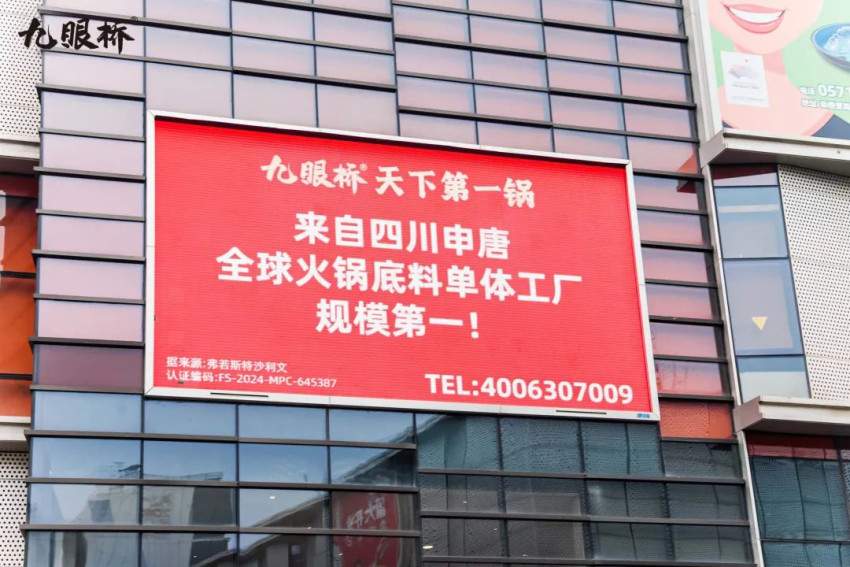 九眼桥®
九眼桥® 天下第一锅
来自四川申唐
全球火锅底料单体工厂
规模第一！
据来源:弗若斯特沙利文
认证编码:FS-2024-MPC-645387
TEL:4006307009
0571